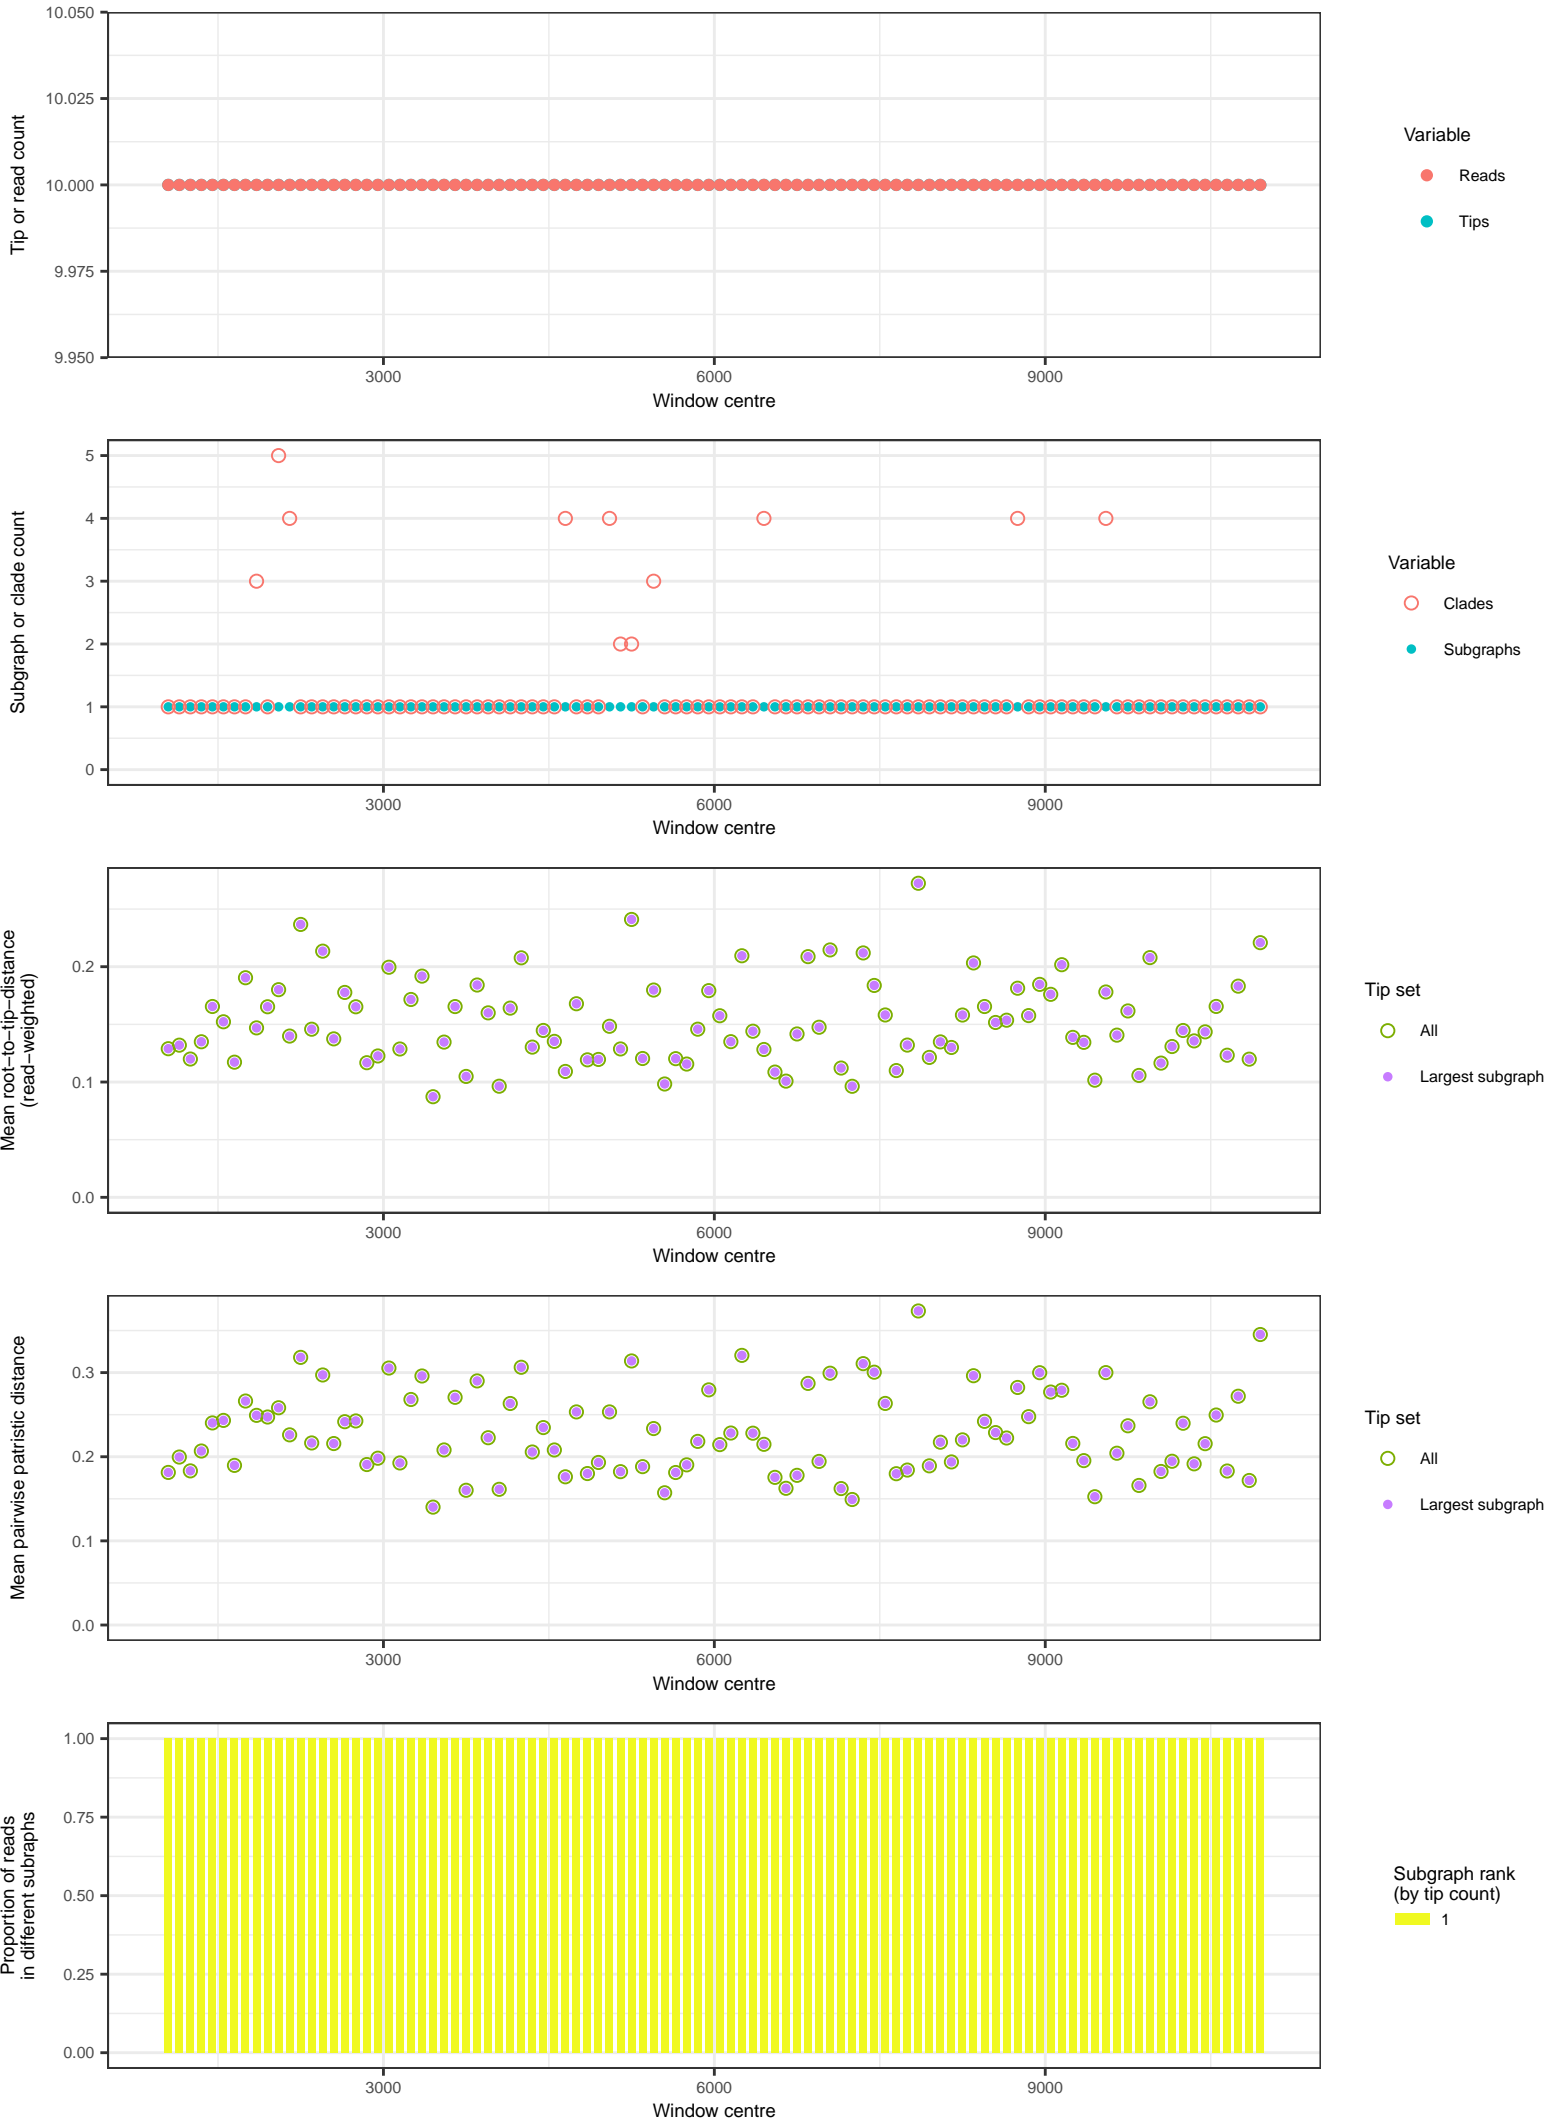 10.050
10.025
10.000
9.975
9.950
Tip or read count
3000 6000 9000
Window centre
Variable
Reads
Tips
5
4
3
2
1
0
Subgraph or clade count
3000 6000 9000
Window centre
Variable
Clades
Subgraphs
0.2
0.1
0.0
Mean root−to−tip−distance
(read−weighted)
3000 6000 9000
Window centre
Tip set
All
Largest subgraph
0.3
0.2
0.1
0.0
Mean pairwise patristic distance
3000 6000 9000
Window centre
Tip set
All
Largest subgraph
1.00
0.75
0.50
0.25
0.00
Proportion of reads
in different subraphs
3000 6000 9000
Window centre
Subgraph rank
(by tip count)
1